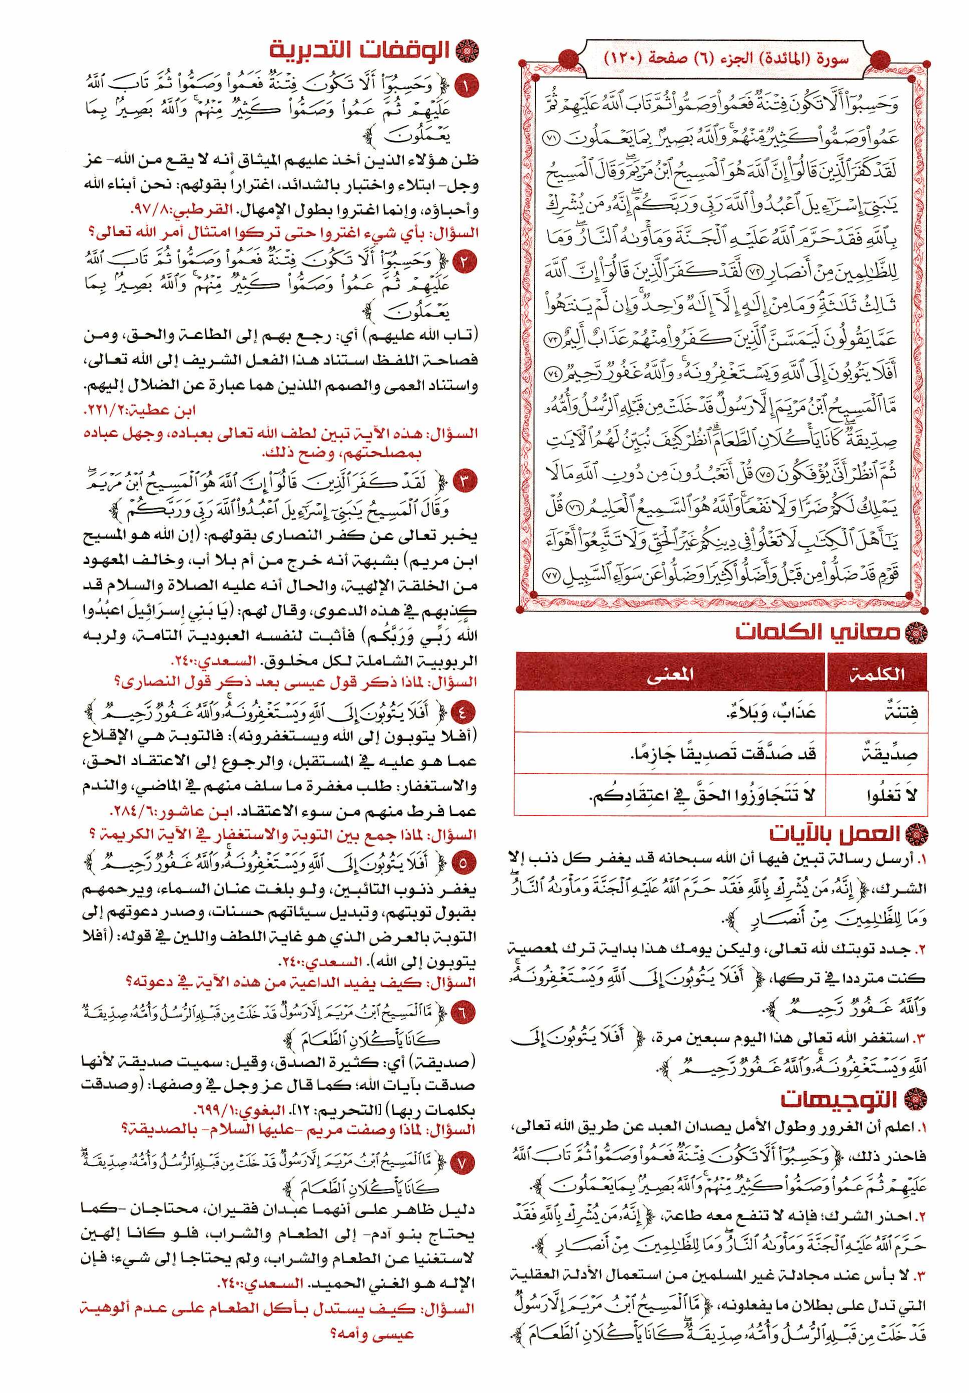 سورة (المائدة) الجزء (٦) صفحة (١٢٠)
وَحَسِبُوٓا۟ أَلَّا تَكُونَ فِتْنَةٌ فَعَمُوا۟ وَصَمُّوا۟ ثُمَّ تَابَ ٱللَّهُ عَلَيْهِمْ ثُمَّ
عَمُوا۟ وَصَمُّوا۟ كَثِيرٌ مِّنْهُمْ ۚ وَٱللَّهُ بَصِيرٌۢ بِمَا يَعْمَلُونَ ﴿٧١﴾
لَقَدْ كَفَرَ ٱلَّذِينَ قَالُوٓا۟ إِنَّ ٱللَّهَ هُوَ ٱلْمَسِيحُ ٱبْنُ مَرْيَمَ ۖ وَقَالَ ٱلْمَسِيحُ
يَٰبَنِىٓ إِسْرَٰٓءِيلَ ٱعْبُدُوا۟ ٱللَّهَ رَبِّى وَرَبَّكُمْ ۖ إِنَّهُۥ مَن يُشْرِكْ
بِٱللَّهِ فَقَدْ حَرَّمَ ٱللَّهُ عَلَيْهِ ٱلْجَنَّةَ وَمَأْوَىٰهُ ٱلنَّارُ ۖ وَمَا
لِلظَّٰلِمِينَ مِنْ أَنصَارٍ ﴿٧٢﴾ لَّقَدْ كَفَرَ ٱلَّذِينَ قَالُوٓا۟ إِنَّ ٱللَّهَ
ثَالِثُ ثَلَٰثَةٍ ۘ وَمَا مِنْ إِلَٰهٍ إِلَّآ إِلَٰهٌ وَٰحِدٌ ۚ وَإِن لَّمْ يَنتَهُوا۟
عَمَّا يَقُولُونَ لَيَمَسَّنَّ ٱلَّذِينَ كَفَرُوا۟ مِنْهُمْ عَذَابٌ أَلِيمٌ ﴿٧٣﴾
أَفَلَا يَتُوبُونَ إِلَى ٱللَّهِ وَيَسْتَغْفِرُونَهُۥ ۚ وَٱللَّهُ غَفُورٌ رَّحِيمٌ ﴿٧٤﴾
مَّا ٱلْمَسِيحُ ٱبْنُ مَرْيَمَ إِلَّا رَسُولٌ قَدْ خَلَتْ مِن قَبْلِهِ ٱلرُّسُلُ وَأُمُّهُۥ
صِدِّيقَةٌ ۖ كَانَا يَأْكُلَانِ ٱلطَّعَامَ ۗ ٱنظُرْ كَيْفَ نُبَيِّنُ لَهُمُ ٱلْءَايَٰتِ
ثُمَّ ٱنظُرْ أَنَّىٰ يُؤْفَكُونَ ﴿٧٥﴾ قُلْ أَتَعْبُدُونَ مِن دُونِ ٱللَّهِ مَا لَا
يَمْلِكُ لَكُمْ ضَرًّا وَلَا نَفْعًا ۚ وَٱللَّهُ هُوَ ٱلسَّمِيعُ ٱلْعَلِيمُ ﴿٧٦﴾ قُلْ
يَٰٓأَهْلَ ٱلْكِتَٰبِ لَا تَغْلُوا۟ فِى دِينِكُمْ غَيْرَ ٱلْحَقِّ وَلَا تَتَّبِعُوٓا۟ أَهْوَآءَ
قَوْمٍ قَدْ ضَلُّوا۟ مِن قَبْلُ وَأَضَلُّوا۟ كَثِيرًا وَضَلُّوا۟ عَن سَوَآءِ ٱلسَّبِيلِ ﴿٧٧﴾
معاني الكلمات
الكلمة المعنى
فِتْنَةٌ عَذَابٌ، وَبَلاَءٌ.
صِدِّيقَةٌ قَد صَدَّقَت تَصدِيقًا جَازِمًا.
لاَ تَغلُوا لاَ تَتَجَاوَزُوا الحَقَّ فِي اعتِقَادِكُم.
العمل بالآيات
١. أرسل رسالة تبين فيها أن الله سبحانه قد يغفر كل ذنب إلا
الشرك، ﴿ إِنَّهُۥ مَن يُشْرِكْ بِٱللَّهِ فَقَدْ حَرَّمَ ٱللَّهُ عَلَيْهِ ٱلْجَنَّةَ وَمَأْوَىٰهُ ٱلنَّارُ ۖ
وَمَا لِلظَّٰلِمِينَ مِنْ أَنصَارٍ ﴾.
٢. جدد توبتك لله تعالى، وليكن يومك هذا بداية ترك لمعصية
كنت مترددا في تركها، ﴿ أَفَلَا يَتُوبُونَ إِلَى ٱللَّهِ وَيَسْتَغْفِرُونَهُۥ ۚ
وَٱللَّهُ غَفُورٌ رَّحِيمٌ ﴾.
٣. استغفر الله تعالى هذا اليوم سبعين مرة، ﴿ أَفَلَا يَتُوبُونَ إِلَى
ٱللَّهِ وَيَسْتَغْفِرُونَهُۥ ۚ وَٱللَّهُ غَفُورٌ رَّحِيمٌ ﴾.
التوجيهات
١. اعلم أن الغرور وطول الأمل يصدان العبد عن طريق الله تعالى،
فاحذر ذلك، ﴿ وَحَسِبُوٓا۟ أَلَّا تَكُونَ فِتْنَةٌ فَعَمُوا۟ وَصَمُّوا۟ ثُمَّ تَابَ ٱللَّهُ
عَلَيْهِمْ ثُمَّ عَمُوا۟ وَصَمُّوا۟ كَثِيرٌ مِّنْهُمْ ۚ وَٱللَّهُ بَصِيرٌۢ بِمَا يَعْمَلُونَ ﴾.
٢. احذر الشرك؛ فإنه لا تنفع معه طاعة، ﴿ إِنَّهُۥ مَن يُشْرِكْ بِٱللَّهِ فَقَدْ
حَرَّمَ ٱللَّهُ عَلَيْهِ ٱلْجَنَّةَ وَمَأْوَىٰهُ ٱلنَّارُ ۖ وَمَا لِلظَّٰلِمِينَ مِنْ أَنصَارٍ ﴾.
٣. لا بأس عند مجادلة غير المسلمين من استعمال الأدلة العقلية
التي تدل على بطلان ما يفعلونه، ﴿ مَّا ٱلْمَسِيحُ ٱبْنُ مَرْيَمَ إِلَّا رَسُولٌ
قَدْ خَلَتْ مِن قَبْلِهِ ٱلرُّسُلُ وَأُمُّهُۥ صِدِّيقَةٌ ۖ كَانَا يَأْكُلَانِ ٱلطَّعَامَ ﴾.
الوقفات التدبرية
١ ﴿ وَحَسِبُوٓا۟ أَلَّا تَكُونَ فِتْنَةٌ فَعَمُوا۟ وَصَمُّوا۟ ثُمَّ تَابَ ٱللَّهُ
عَلَيْهِمْ ثُمَّ عَمُوا۟ وَصَمُّوا۟ كَثِيرٌ مِّنْهُمْ ۚ وَٱللَّهُ بَصِيرٌۢ بِمَا
يَعْمَلُونَ ﴾
ظن هؤلاء الذين أخذ عليهم الميثاق أنه لا يقع من الله- عز
وجل- ابتلاء واختبار بالشدائد، اغتراراً بقولهم: نحن أبناء الله
وأحباؤه، وإنما اغتروا بطول الإمهال. القرطبي:٩٧/٨.
السؤال: بأي شيء اغتروا حتى تركوا امتثال أمر الله تعالى؟
٢ ﴿ وَحَسِبُوٓا۟ أَلَّا تَكُونَ فِتْنَةٌ فَعَمُوا۟ وَصَمُّوا۟ ثُمَّ تَابَ ٱللَّهُ
عَلَيْهِمْ ثُمَّ عَمُوا۟ وَصَمُّوا۟ كَثِيرٌ مِّنْهُمْ ۚ وَٱللَّهُ بَصِيرٌۢ بِمَا
يَعْمَلُونَ ﴾
(تاب الله عليهم) أي: رجع بهم إلى الطاعة والحق، ومن
فصاحة اللفظ استناد هذا الفعل الشريف إلى الله تعالى،
واستناد العمى والصمم اللذين هما عبارة عن الضلال إليهم.
ابن عطية:٢٢١/٢.
السؤال: هذه الآية تبين لطف الله تعالى بعباده، وجهل عباده
بمصلحتهم، وضح ذلك.
٣ ﴿ لَقَدْ كَفَرَ ٱلَّذِينَ قَالُوٓا۟ إِنَّ ٱللَّهَ هُوَ ٱلْمَسِيحُ ٱبْنُ مَرْيَمَ ۖ
وَقَالَ ٱلْمَسِيحُ يَٰبَنِىٓ إِسْرَٰٓءِيلَ ٱعْبُدُوا۟ ٱللَّهَ رَبِّى وَرَبَّكُمْ ﴾
يخبر تعالى عن كفر النصارى بقولهم: (إن الله هو المسيح
ابن مريم) بشبهة أنه خرج من أم بلا أب، وخالف المعهود
من الخلقة الإلهية، والحال أنه عليه الصلاة والسلام قد
كذبهم في هذه الدعوى، وقال لهم: (يَا بَنِي إِسرَائِيلَ اعبُدُوا
الله رَبِّي وَرَبَّكُم) فأثبت لنفسه العبودية التامة، ولربه
الربوبية الشاملة لكل مخلوق. السعدي:٢٤٠.
السؤال: لماذا ذكر قول عيسى بعد ذكر قول النصارى؟
٤ ﴿ أَفَلَا يَتُوبُونَ إِلَى ٱللَّهِ وَيَسْتَغْفِرُونَهُۥ ۚ وَٱللَّهُ غَفُورٌ رَّحِيمٌ ﴾
(أفلا يتوبون إلى الله ويستغفرونه): فالتوبة هي الإقلاع
عما هو عليه في المستقبل، والرجوع إلى الاعتقاد الحق،
والاستغفار: طلب مغفرة ما سلف منهم في الماضي، والندم
عما فرط منهم من سوء الاعتقاد. ابن عاشور:٢٨٤/٦.
السؤال: لماذا جمع بين التوبة والاستغفار في الآية الكريمة ؟
٥ ﴿ أَفَلَا يَتُوبُونَ إِلَى ٱللَّهِ وَيَسْتَغْفِرُونَهُۥ ۚ وَٱللَّهُ غَفُورٌ رَّحِيمٌ ﴾
يغفر ذنوب التائبين، ولو بلغت عنان السماء، ويرحمهم
بقبول توبتهم، وتبديل سيئاتهم حسنات، وصدر دعوتهم إلى
التوبة بالعرض الذي هو غاية اللطف واللين في قوله: (أفلا
يتوبون إلى الله). السعدي:٢٤٠.
السؤال: كيف يفيد الداعية من هذه الآية في دعوته؟
٦ ﴿ مَّا ٱلْمَسِيحُ ٱبْنُ مَرْيَمَ إِلَّا رَسُولٌ قَدْ خَلَتْ مِن قَبْلِهِ ٱلرُّسُلُ وَأُمُّهُۥ صِدِّيقَةٌ ۖ
كَانَا يَأْكُلَانِ ٱلطَّعَامَ ﴾
(صديقة) أي: كثيرة الصدق، وقيل: سميت صديقة لأنها
صدقت بآيات الله؛ كما قال عز وجل في وصفها: (وصدقت
بكلمات ربها) [التحريم: ١٢]. البغوي:٦٩٩/١.
السؤال: لماذا وصفت مريم -عليها السلام- بالصديقة؟
٧ ﴿ مَّا ٱلْمَسِيحُ ٱبْنُ مَرْيَمَ إِلَّا رَسُولٌ قَدْ خَلَتْ مِن قَبْلِهِ ٱلرُّسُلُ وَأُمُّهُۥ صِدِّيقَةٌ ۖ
كَانَا يَأْكُلَانِ ٱلطَّعَامَ ﴾
دليل ظاهر على أنهما عبدان فقيران، محتاجان -كما
يحتاج بنو آدم- إلى الطعام والشراب، فلو كانا إلهين
لاستغنيا عن الطعام والشراب، ولم يحتاجا إلى شيء؛ فإن
الإله هو الغني الحميد. السعدي:٢٤٠.
السؤال: كيف يستدل بأكل الطعام على عدم ألوهية
عيسى وأمه؟